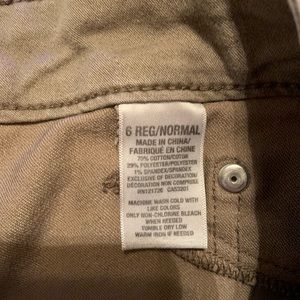 6 REG/NORMAL
MADE IN CHINA/
FABRIQUÉ EN CHINE
70% COTTON/COTON
29% POLYESTER/POLYESTER
1% SPANDEX/SPANDEX
EXCLUSIVE OF DECORATION/
DÉCORATION NON COMPRISE
RN121726 CA53201
MACHINE WASH COLD WITH
LIKE COLORS
ONLY NON-CHLORINE BLEACH
WHEN NEEDED
TUMBLE DRY LOW
WARM IRON IF NEEDED